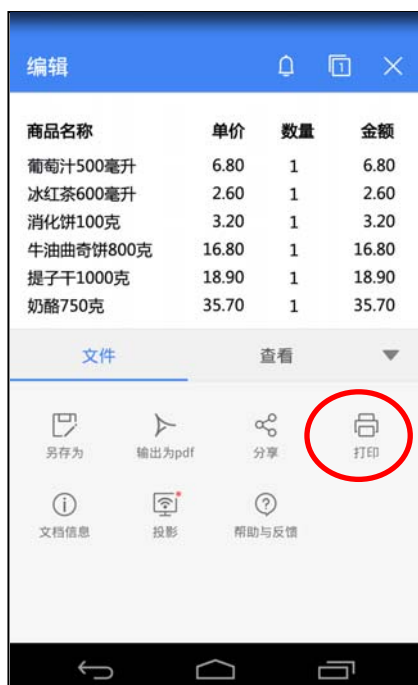 编辑 1
商品名称 单价 数量 金额
葡萄汁500毫升 6.80 1 6.80
冰红茶600毫升 2.60 1 2.60
消化饼100克 3.20 1 3.20
牛油曲奇饼800克 16.80 1 16.80
提子干1000克 18.90 1 18.90
奶酪750克 35.70 1 35.70
文件 查看
另存为 输出为pdf 分享 打印
文档信息 投影 帮助与反馈